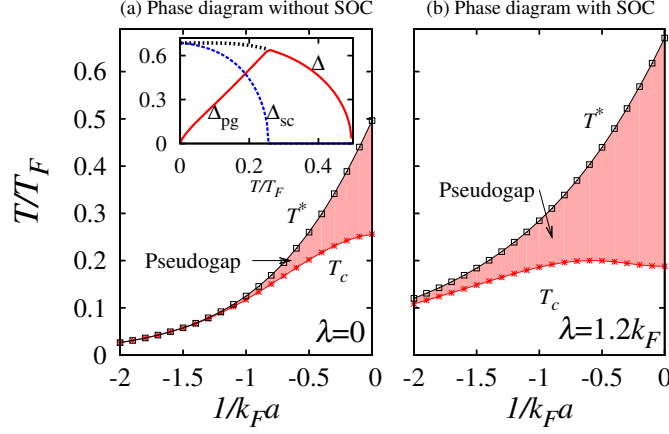 (a) Phase diagram without SOC
(b) Phase diagram with SOC
T/T_F
0.6
0.5
0.4
0.3
0.2
0.1
0
0.6
0.3
0
0
0.2
0.4
T/T_F
Δ_pg
Δ_sc
Δ
T*
Pseudogap
T_c
λ=0
-2
-1.5
-1
-0.5
0
1/k_F a
T*
Pseudogap
T_c
λ=1.2k_F
-2
-1.5
-1
-0.5
0
1/k_F a